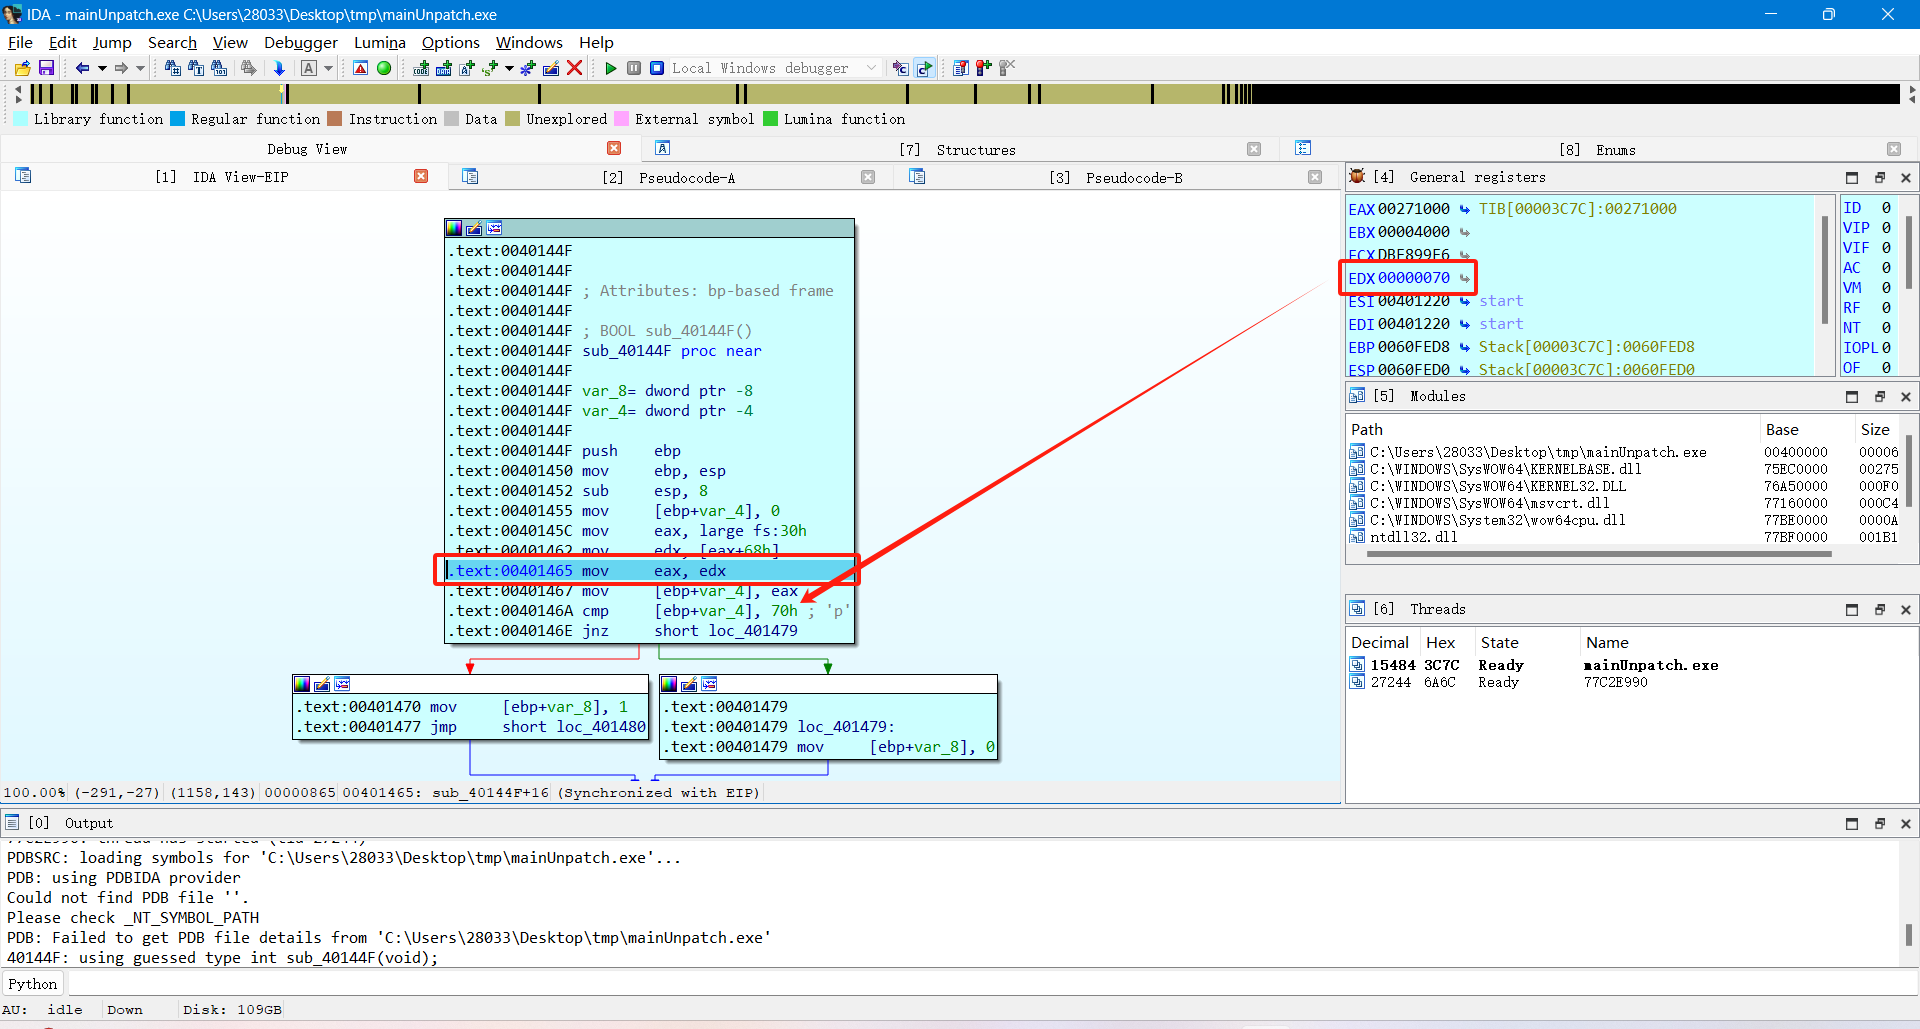 IDA - mainUnpatch.exe C:\Users\28033\Desktop\tmp\mainUnpatch.exe
File Edit Jump Search View Debugger Lumina Options Windows Help
Local Windows debugger
Library function Regular function Instruction Data Unexplored External symbol Lumina function
Debug View [7] Structures [8] Enums
[1] IDA View-EIP [2] Pseudocode-A [3] Pseudocode-B
.text:0040144F
.text:0040144F
.text:0040144F ; Attributes: bp-based frame
.text:0040144F
.text:0040144F ; BOOL sub_40144F()
.text:0040144F sub_40144F proc near
.text:0040144F
.text:0040144F var_8= dword ptr -8
.text:0040144F var_4= dword ptr -4
.text:0040144F
.text:0040144F push ebp
.text:00401450 mov ebp, esp
.text:00401452 sub esp, 8
.text:00401455 mov [ebp+var_4], 0
.text:0040145C mov eax, large fs:30h
.text:00401462 mov edx, [eax+68h]
.text:00401465 mov eax, edx
.text:00401467 mov [ebp+var_4], eax
.text:0040146A cmp [ebp+var_4], 70h ; 'p'
.text:0040146E jnz short loc_401479
.text:00401470 mov [ebp+var_8], 1
.text:00401477 jmp short loc_401480
.text:00401479
.text:00401479 loc_401479:
.text:00401479 mov [ebp+var_8], 0
100.00% (-291,-27) (1158,143) 00000865 00401465: sub_40144F+16 (Synchronized with EIP)
[4] General registers
EAX 00271000 TIB[00003C7C]:00271000
EBX 00004000
ECX DBE899E6
EDX 00000070
ESI 00401220 start
EDI 00401220 start
EBP 0060FED8 Stack[00003C7C]:0060FED8
ESP 0060FED0 Stack[00003C7C]:0060FED0
ID 0
VIP 0
VIF 0
AC 0
VM 0
RF 0
NT 0
IOPL 0
OF 0
[5] Modules
Path Base Size
C:\Users\28033\Desktop\tmp\mainUnpatch.exe 00400000 00006
C:\WINDOWS\SysWOW64\KERNELBASE.dll 75EC0000 00275
C:\WINDOWS\SysWOW64\KERNEL32.DLL 76A50000 000F0
C:\WINDOWS\SysWOW64\msvcrt.dll 77160000 000C4
C:\WINDOWS\System32\wow64cpu.dll 77BE0000 0000A
ntdll32.dll 77BF0000 001B1
[6] Threads
Decimal Hex State Name
15484 3C7C Ready mainUnpatch.exe
27244 6A6C Ready 77C2E990
[0] Output
PDBSRC: loading symbols for 'C:\Users\28033\Desktop\tmp\mainUnpatch.exe'...
PDB: using PDBIDA provider
Could not find PDB file ''.
Please check _NT_SYMBOL_PATH
PDB: Failed to get PDB file details from 'C:\Users\28033\Desktop\tmp\mainUnpatch.exe'
40144F: using guessed type int sub_40144F(void);
Python
AU: idle Down Disk: 109GB